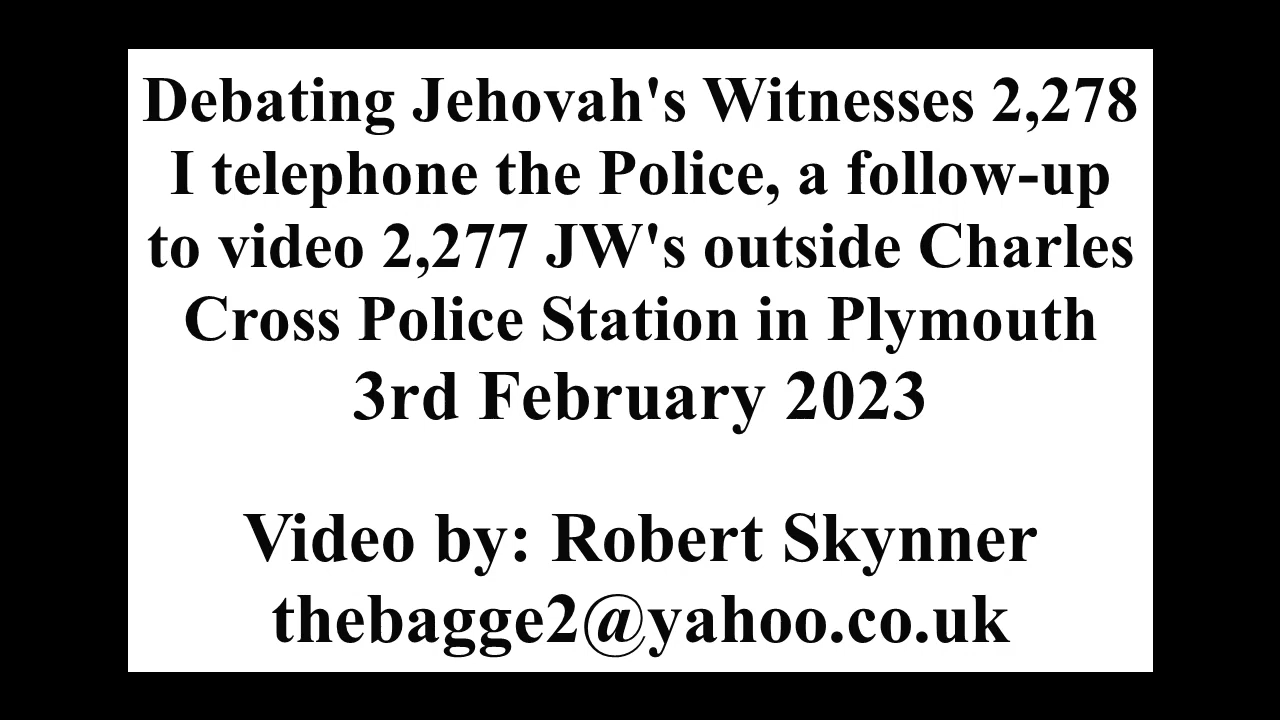 Debating Jehovah's Witnesses 2,278
I telephone the Police, a follow-up
to video 2,277 JW's outside Charles
Cross Police Station in Plymouth
3rd February 2023
Video by: Robert Skynner
thebagge2@yahoo.co.uk